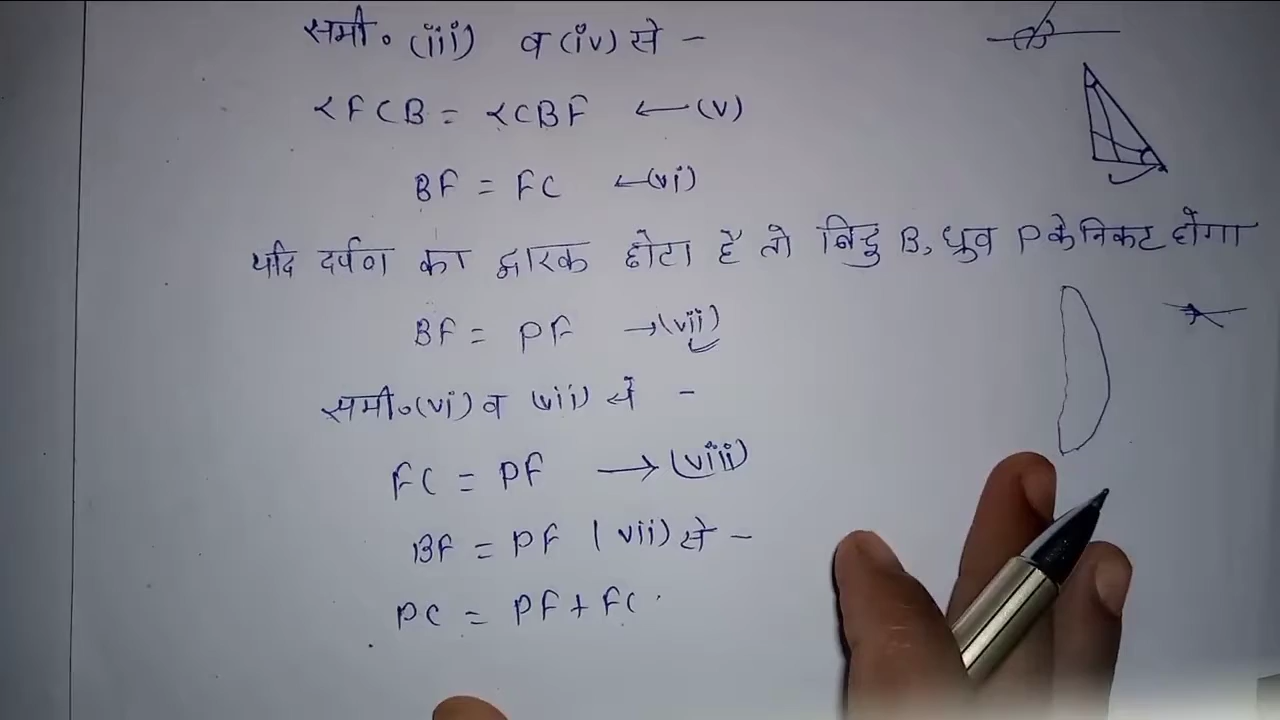 समी० (iii) व (iv) से -
∠FCB = ∠CBF ← (v)
BF = FC ← (vi)
यदि दर्पण का द्वारक छोटा है तो बिंदु B, ध्रुव P के निकट होगा
BF = PF → (vii)
समी० (vi) व (vii) से -
FC = PF → (viii)
BF = PF (vii) से -
PC = PF + FC